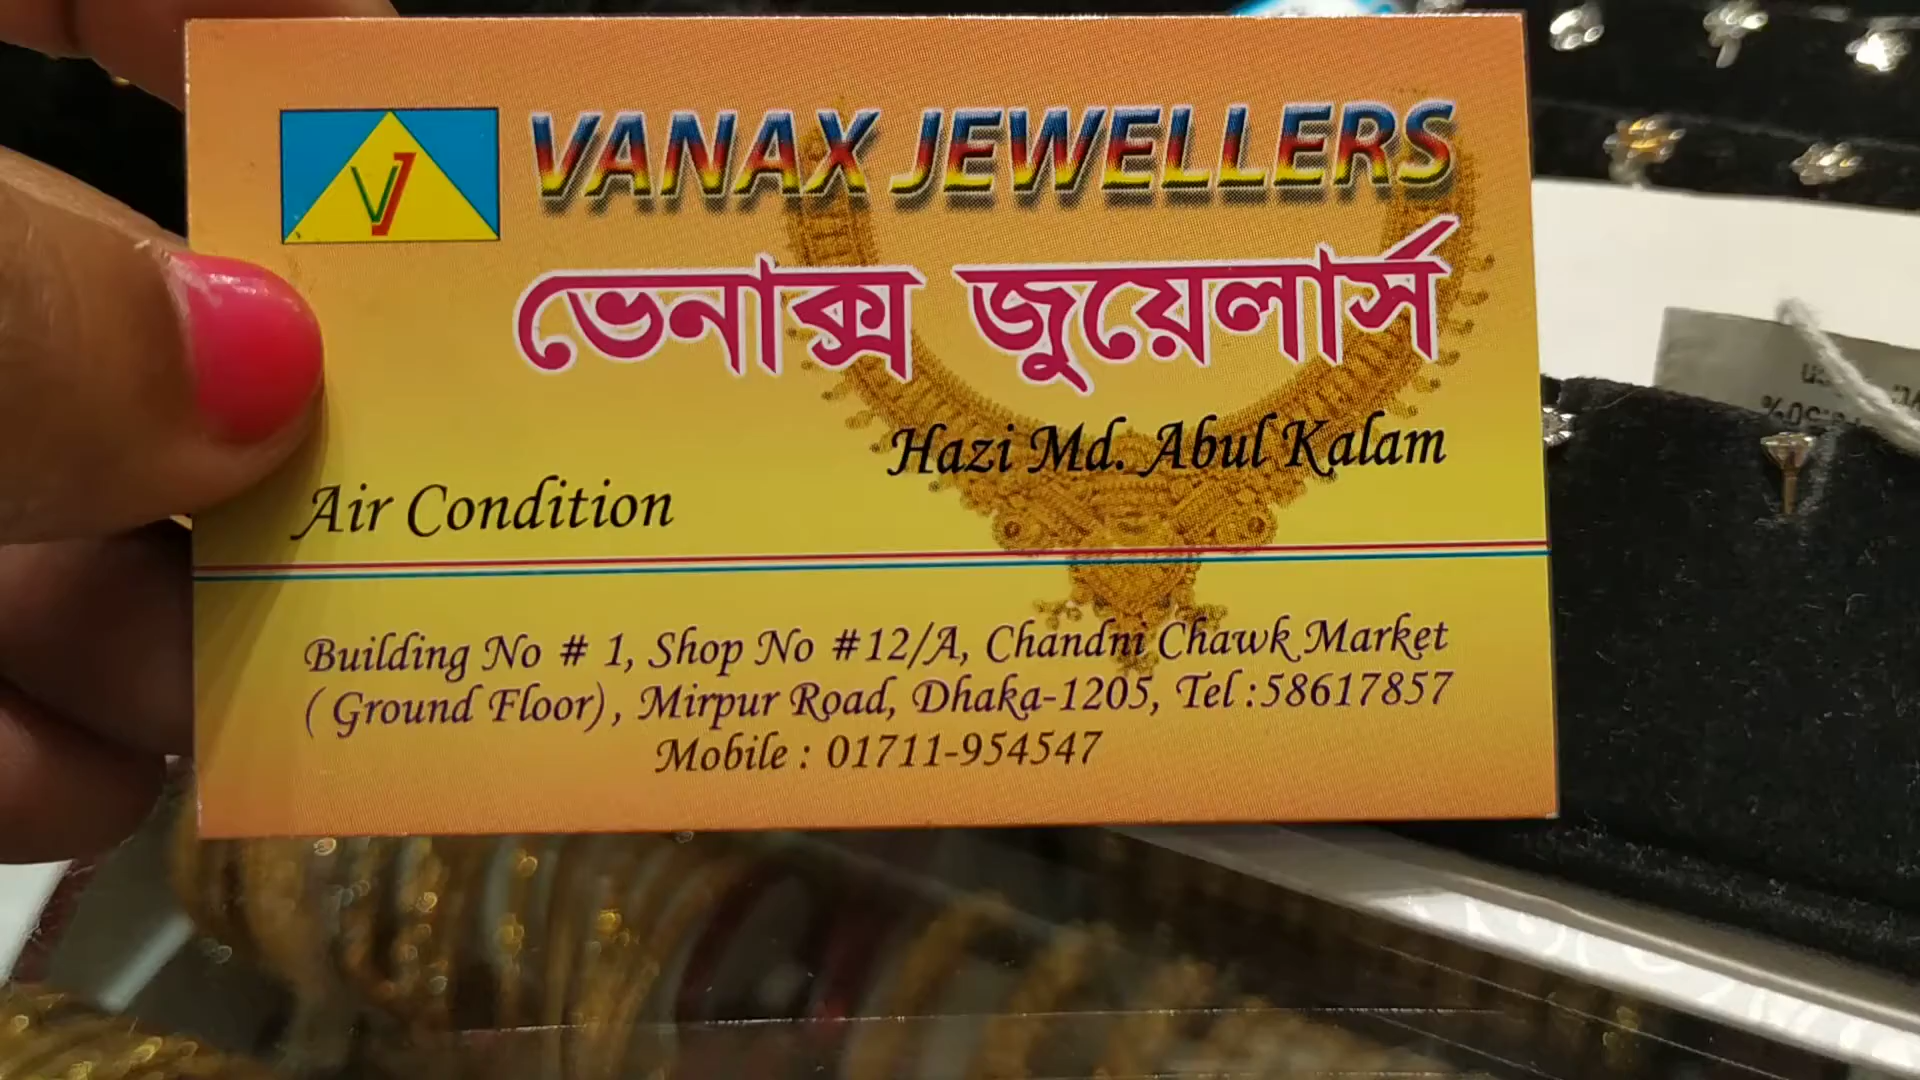 VJ
VANAX JEWELLERS
ভেনাক্স জুয়েলার্স
Hazi Md. Abul Kalam
Air Condition
Building No # 1, Shop No #12/A, Chandni Chawk Market
( Ground Floor), Mirpur Road, Dhaka-1205, Tel :58617857
Mobile : 01711-954547